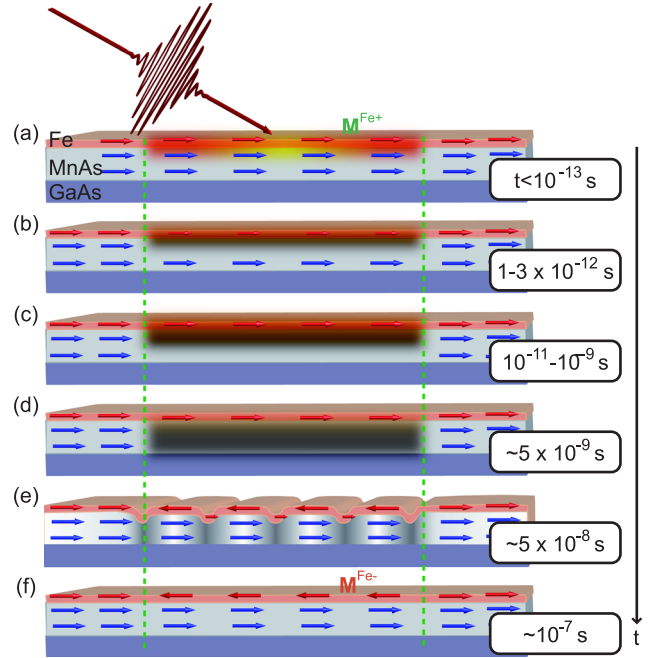 (a) M^Fe+
Fe
MnAs
GaAs
t<10^-13 s
(b)
1-3 x 10^-12 s
(c)
10^-11-10^-9 s
(d)
~5 x 10^-9 s
(e)
~5 x 10^-8 s
(f) M^Fe-
~10^-7 s
t